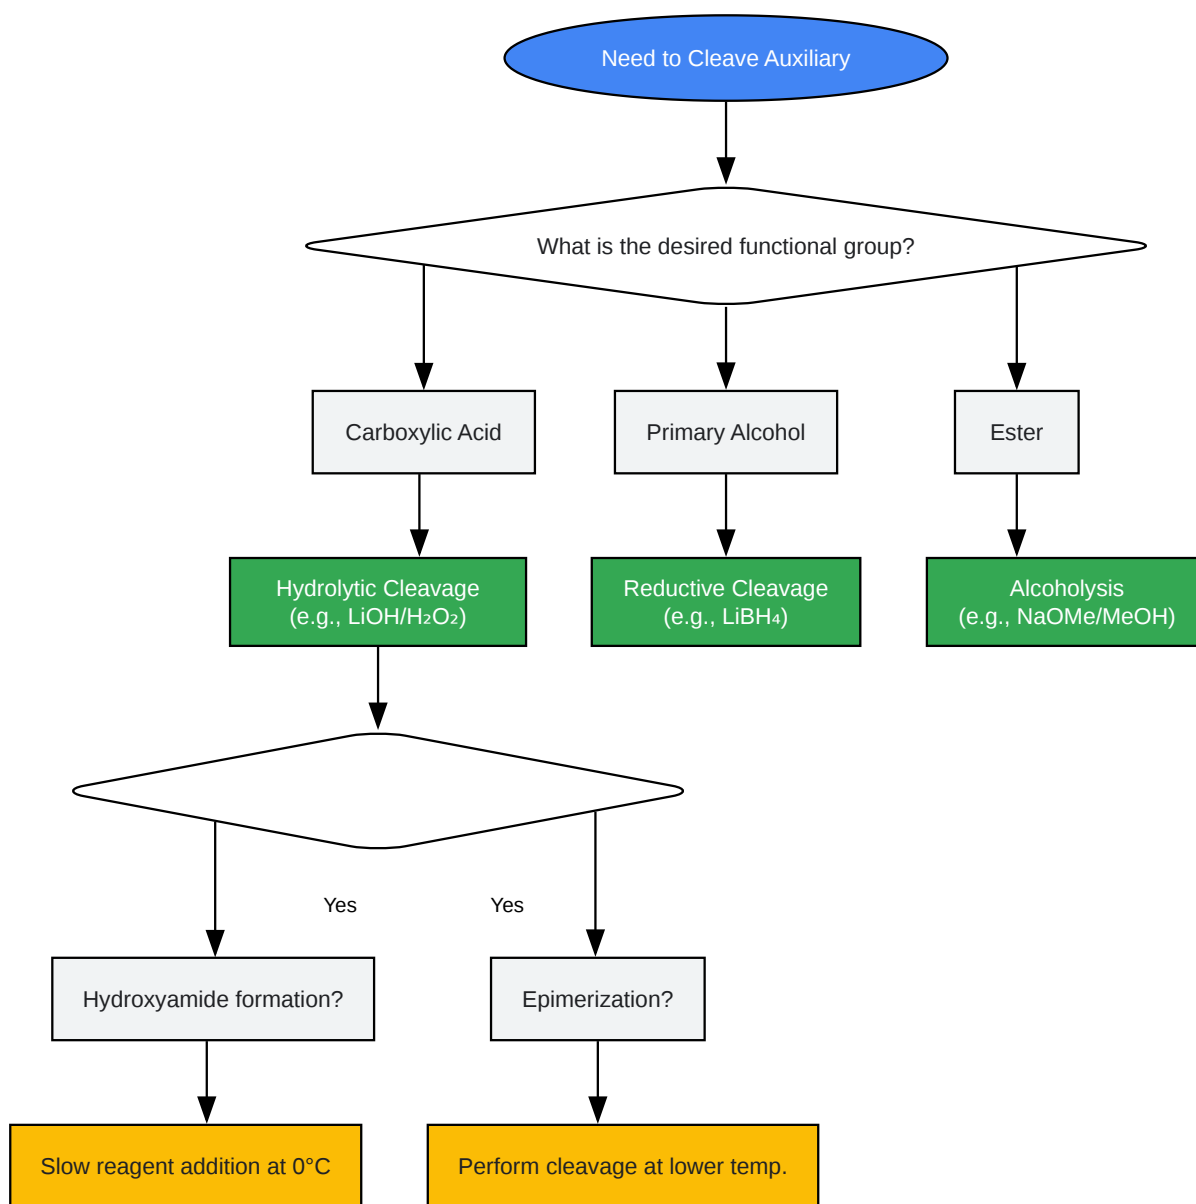 Need to Cleave Auxiliary
What is the desired functional group?
Carboxylic Acid
Primary Alcohol
Ester
Hydrolytic Cleavage
(e.g., LiOH/H₂O₂)
Reductive Cleavage
(e.g., LiBH₄)
Alcoholysis
(e.g., NaOMe/MeOH)
Yes
Yes
Hydroxyamide formation?
Epimerization?
Slow reagent addition at 0°C
Perform cleavage at lower temp.